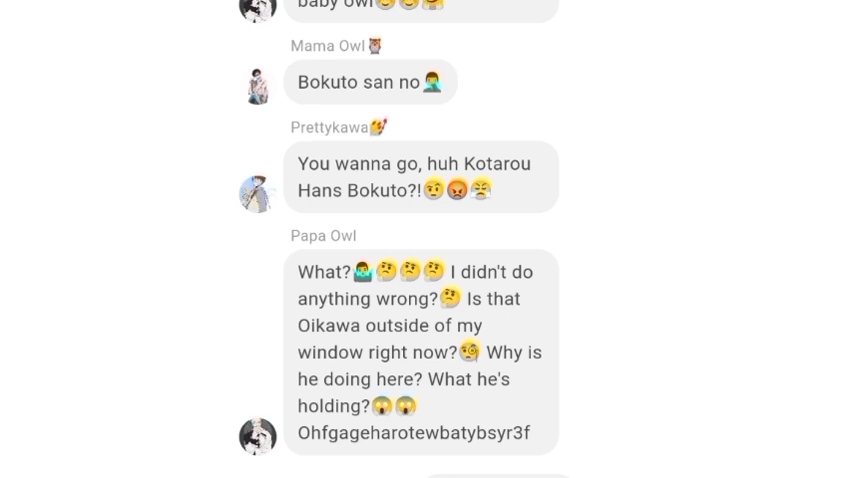 baby owl😌😌🤗
Mama Owl🦉
Bokuto san no🤦‍♂️
Prettykawa💅
You wanna go, huh Kotarou
Hans Bokuto?!🤨😡😤
Papa Owl
What?🤷‍♂️🤔🤔🤔 I didn't do
anything wrong?🤔 Is that
Oikawa outside of my
window right now?🧐 Why is
he doing here? What he's
holding?😱😱
Ohfgageharotewbatybsyr3f